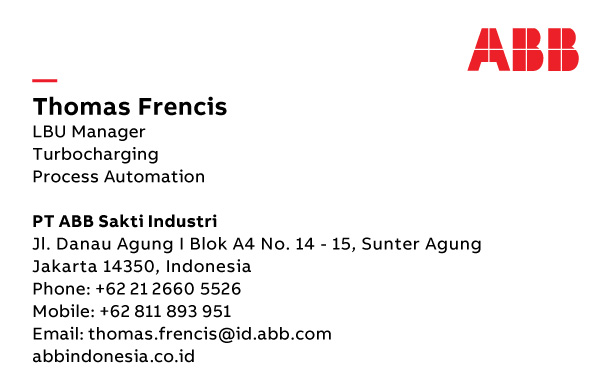 ABB
Thomas Frencis
LBU Manager
Turbocharging
Process Automation
PT ABB Sakti Industri
Jl. Danau Agung I Blok A4 No. 14 - 15, Sunter Agung
Jakarta 14350, Indonesia
Phone: +62 21 2660 5526
Mobile: +62 811 893 951
Email: thomas.frencis@id.abb.com
abbindonesia.co.id